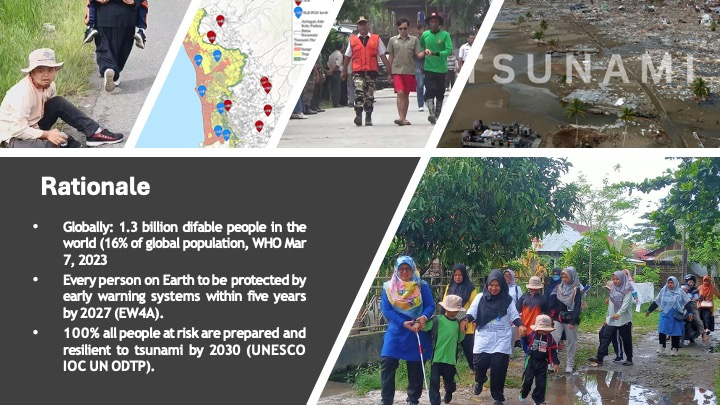 TSUNAMI
Rationale
• Globally: 1.3 billion difable people in the
world (16% of global population, WHO Mar
7, 2023
• Every person on Earth to be protected by
early warning systems within five years
by 2027 (EW4A).
• 100% all people at risk are prepared and
resilient to tsunami by 2030 (UNESCO
IOC UN ODTP).